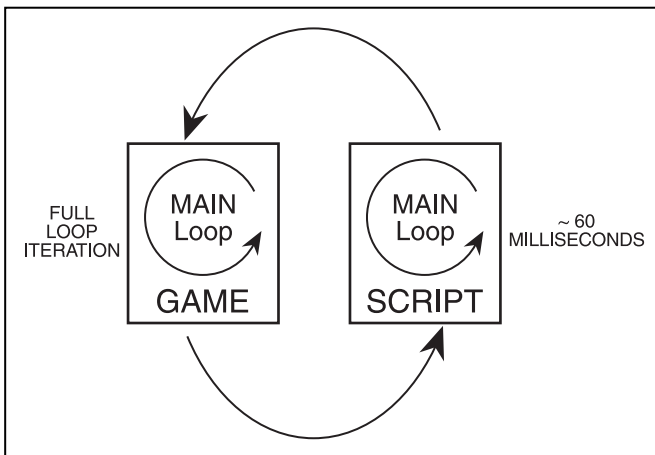 FULL
LOOP
ITERATION
MAIN
Loop
GAME
MAIN
Loop
SCRIPT
~ 60
MILLISECONDS